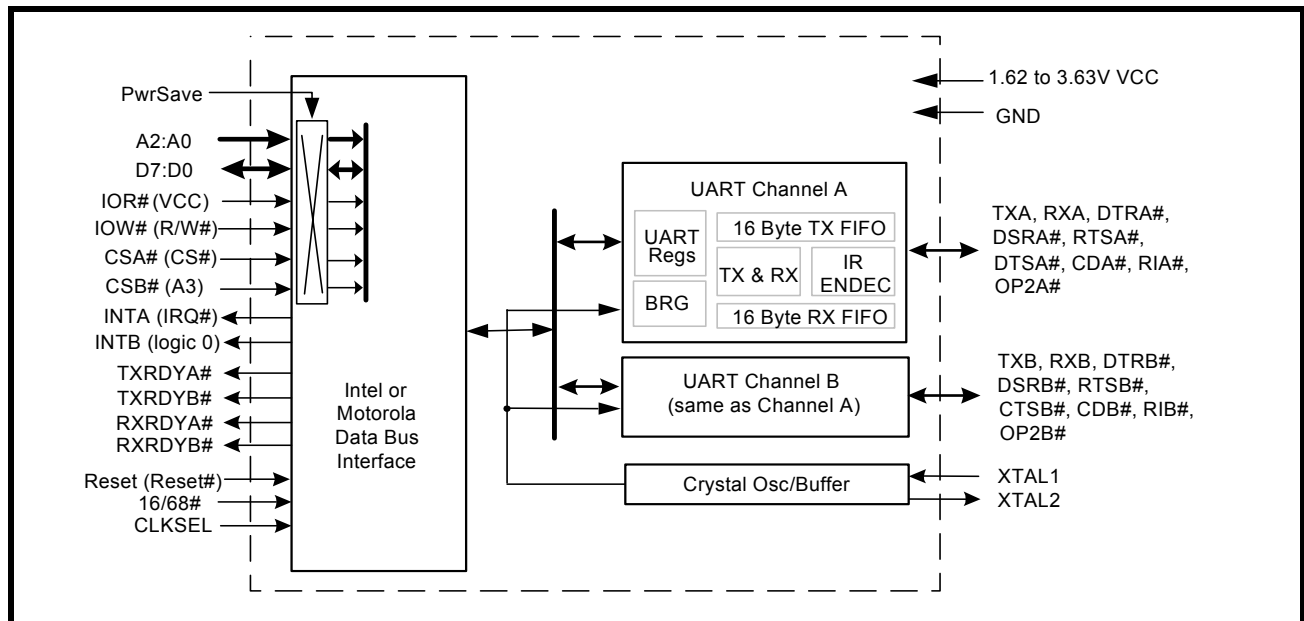 PwrSave
A2:A0
D7:D0
IOR# (VCC)
IOW# (R/W#)
CSA# (CS#)
CSB# (A3)
INTA (IRQ#)
INTB (logic 0)
TXRDYA#
TXRDYB#
RXRDYA#
RXRDYB#
Reset (Reset#)
16/68#
CLKSEL
Intel or
Motorola
Data Bus
Interface
UART Channel A
UART
Regs
BRG
16 Byte TX FIFO
TX & RX
IR
ENDEC
16 Byte RX FIFO
UART Channel B
(same as Channel A)
Crystal Osc/Buffer
1.62 to 3.63V VCC
GND
TXA, RXA, DTRA#,
DSRA#, RTSA#,
DTSA#, CDA#, RIA#,
OP2A#
TXB, RXB, DTRB#,
DSRB#, RTSB#,
CTSB#, CDB#, RIB#,
OP2B#
XTAL1
XTAL2